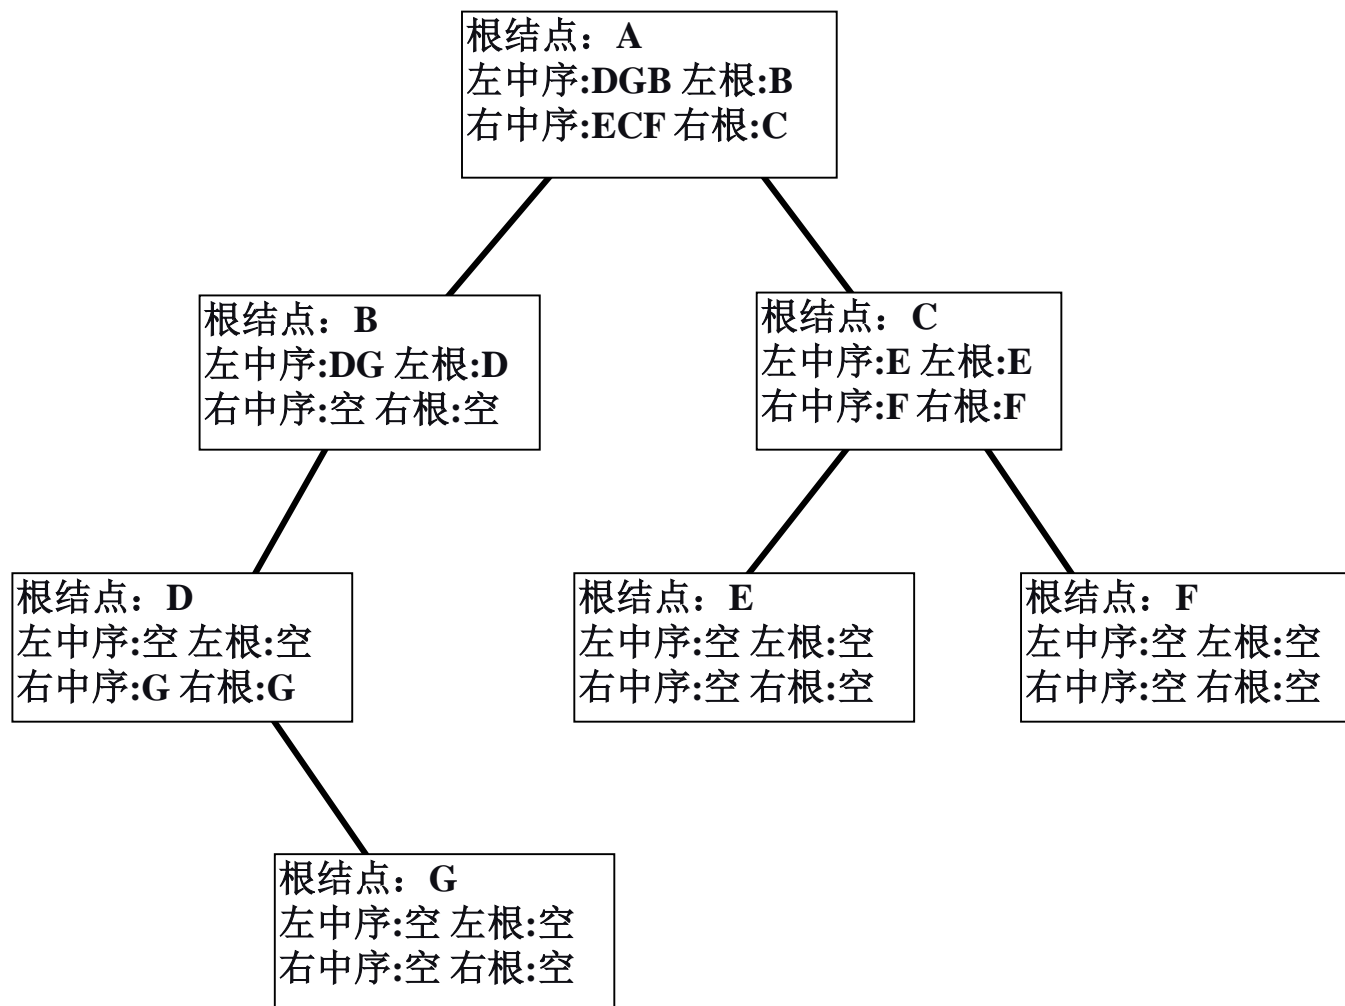 根结点：A
左中序:DGB 左根:B
右中序:ECF 右根:C
根结点：B
左中序:DG 左根:D
右中序:空 右根:空
根结点：C
左中序:E 左根:E
右中序:F 右根:F
根结点：D
左中序:空 左根:空
右中序:G 右根:G
根结点：E
左中序:空 左根:空
右中序:空 右根:空
根结点：F
左中序:空 左根:空
右中序:空 右根:空
根结点：G
左中序:空 左根:空
右中序:空 右根:空